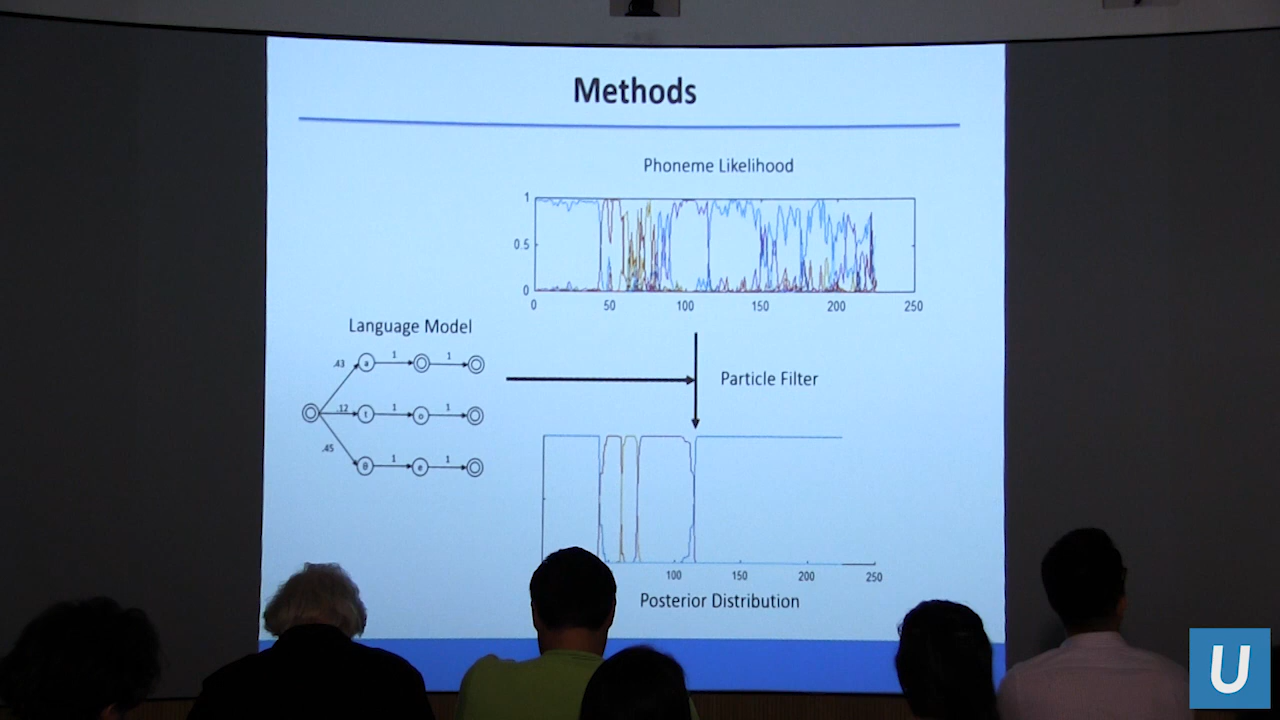 Methods
Phoneme Likelihood
1
0.5
0
0 50 100 150 200 250
Language Model
.43 a 1 1
.12 t 1 o 1
.45 θ 1 e 1
Particle Filter
100 150 200 250
Posterior Distribution
U